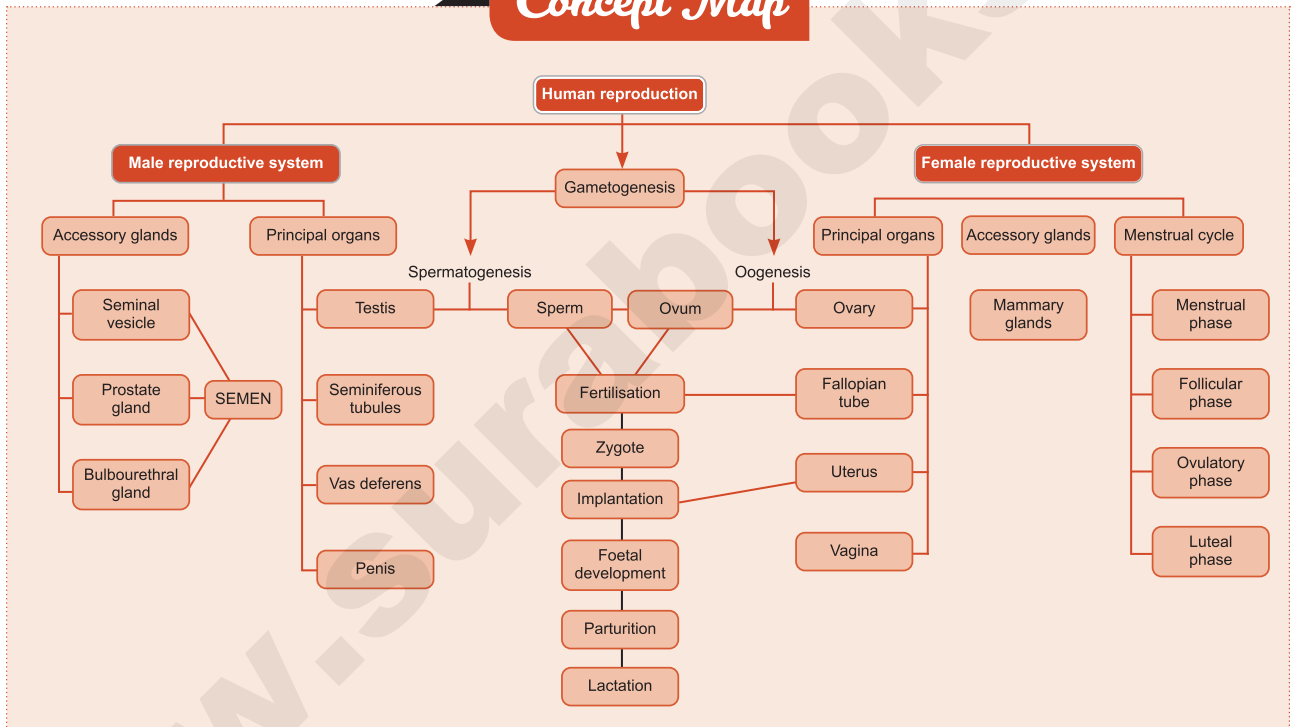 Concept Map
Human reproduction
Male reproductive system
Female reproductive system
Gametogenesis
Accessory glands
Principal organs
Principal organs
Accessory glands
Menstrual cycle
Spermatogenesis
Oogenesis
Seminal
vesicle
Testis
Sperm
Ovum
Ovary
Mammary
glands
Menstrual
phase
Prostate
gland
SEMEN
Seminiferous
tubules
Fertilisation
Fallopian
tube
Follicular
phase
Zygote
Bulbourethral
gland
Vas deferens
Implantation
Uterus
Ovulatory
phase
Penis
Foetal
development
Vagina
Luteal
phase
Parturition
Lactation
w.surabooks